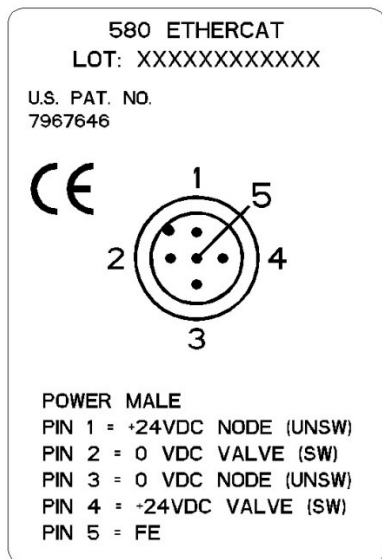 580 ETHERCAT
LOT: XXXXXXXXXXXX
U.S. PAT. NO.
7967646
CE
1
5
2
4
3
POWER MALE
PIN 1 = +24VDC NODE (UNSW)
PIN 2 = 0 VDC VALVE (SW)
PIN 3 = 0 VDC NODE (UNSW)
PIN 4 = +24VDC VALVE (SW)
PIN 5 = FE